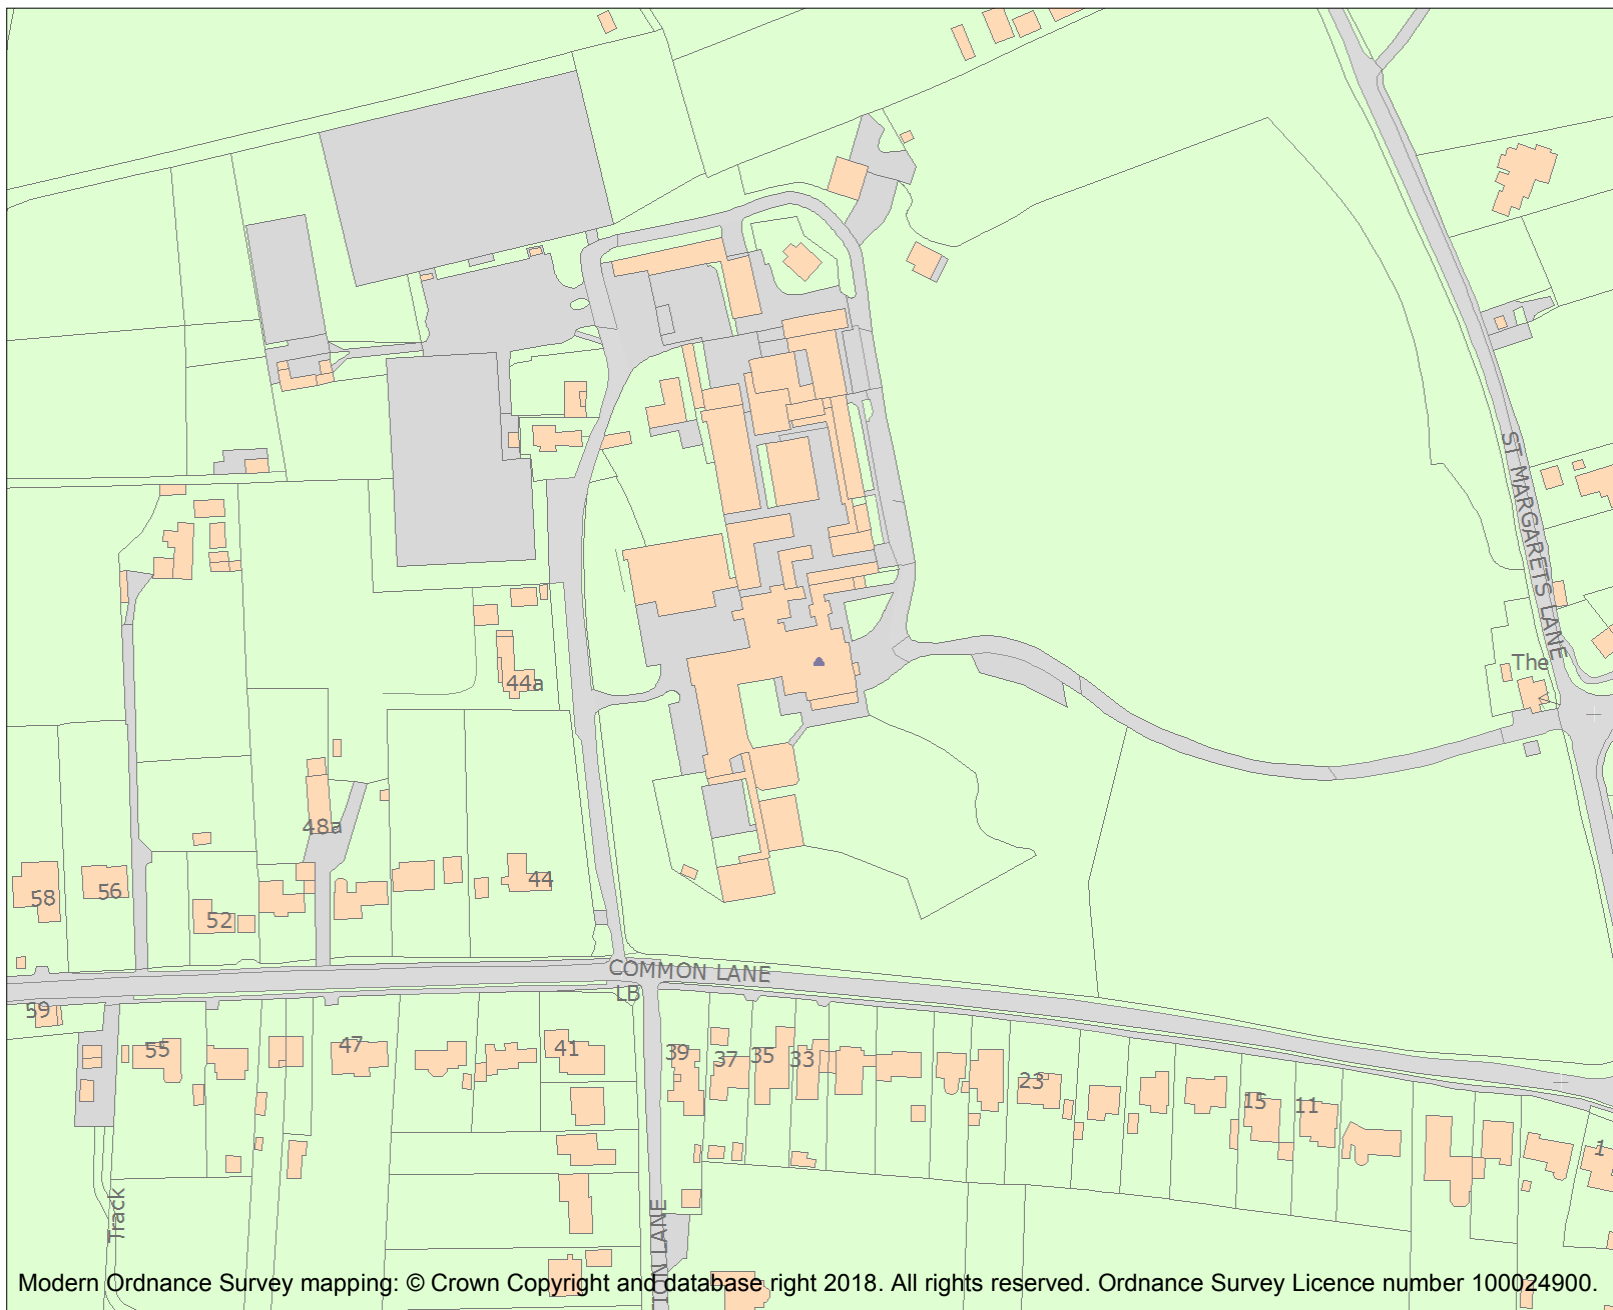 ST MARGARETS LANE
The
44a
48a
44
58
56
52
COMMON LANE
LB
59
55
47
41
39
37
35
33
23
15
11
1
Track
LANE
Modern Ordnance Survey mapping: © Crown Copyright and database right 2018. All rights reserved. Ordnance Survey Licence number 100024900.